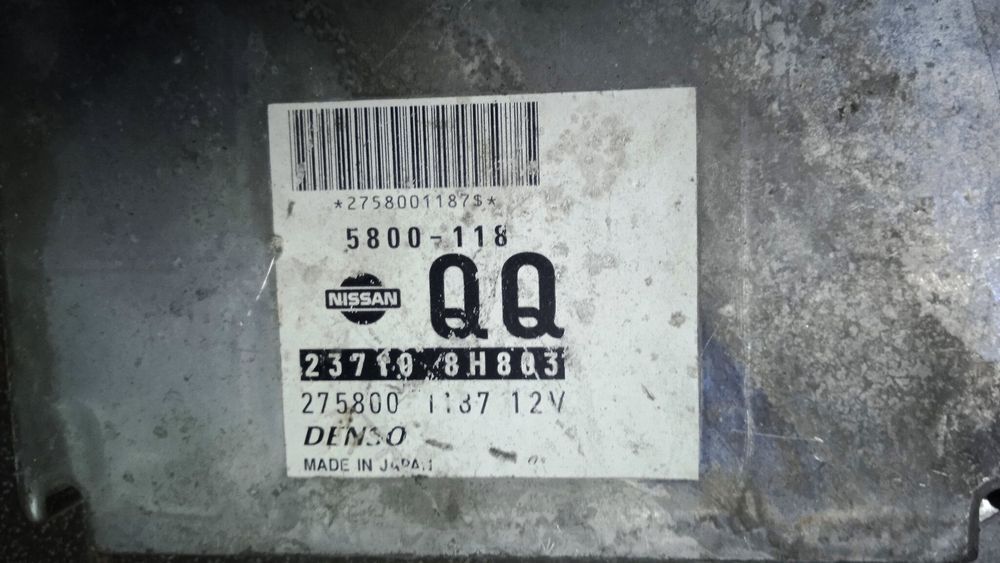 *2758001187$*
5800-118
NISSAN
QQ
23710 8H803
275800 1187 12V
DENSO
MADE IN JAPAN